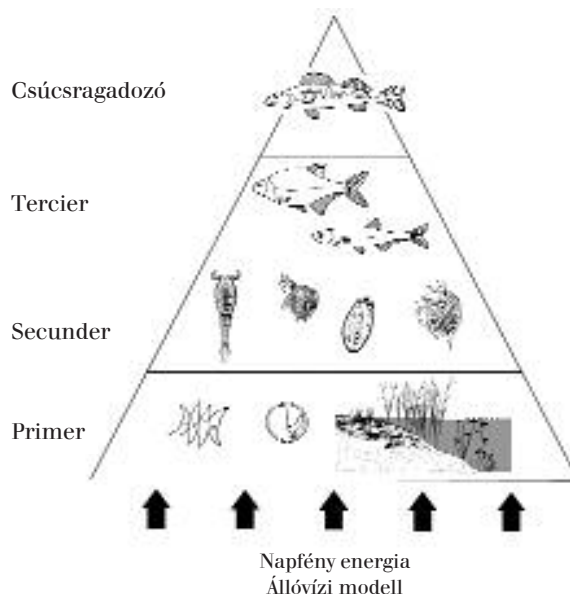 Csúcsragadozó
Tercier
Secunder
Primer
Napfény energia
Állóvízi modell